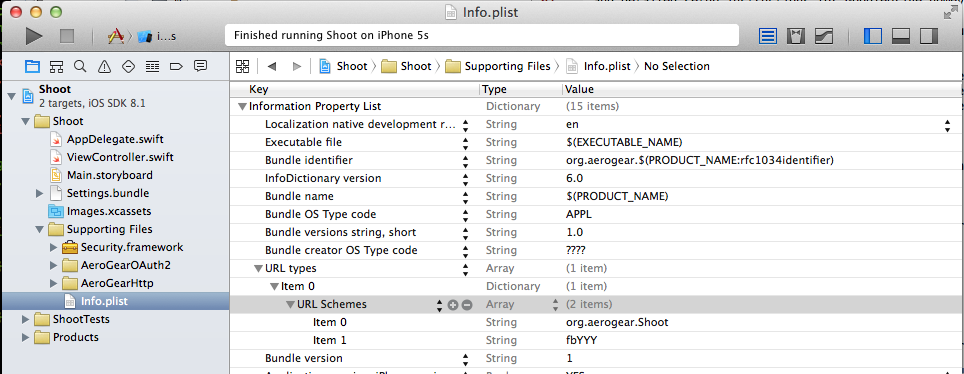 Info.plist
i...s
Finished running Shoot on iPhone 5s
Shoot
2 targets, iOS SDK 8.1
Shoot
AppDelegate.swift
ViewController.swift
Main.storyboard
Settings.bundle
Images.xcassets
Supporting Files
Security.framework
AeroGearOAuth2
AeroGearHttp
Info.plist
ShootTests
Products
Shoot Shoot Supporting Files Info.plist No Selection
Key Type Value
Information Property List Dictionary (15 items)
Localization native development r... String en
Executable file String $(EXECUTABLE_NAME)
Bundle identifier String org.aerogear.$(PRODUCT_NAME:rfc1034identifier)
InfoDictionary version String 6.0
Bundle name String $(PRODUCT_NAME)
Bundle OS Type code String APPL
Bundle versions string, short String 1.0
Bundle creator OS Type code String ????
URL types Array (1 item)
Item 0 Dictionary (1 item)
URL Schemes Array (2 items)
Item 0 String org.aerogear.Shoot
Item 1 String fbYYY
Bundle version String 1